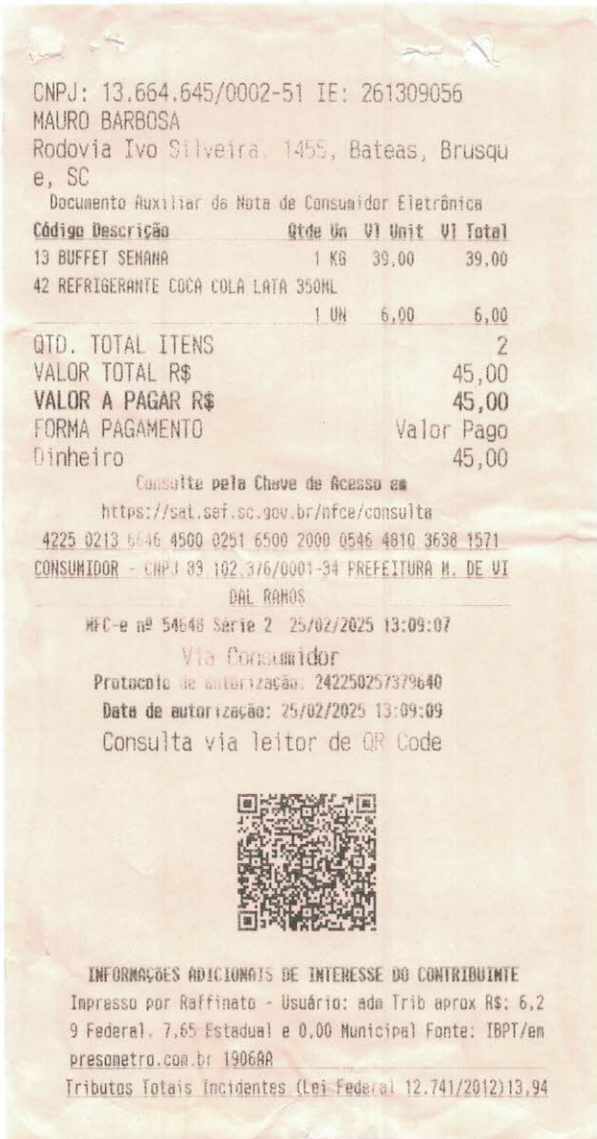 CNPJ: 13.664.645/0002-51 IE: 261309056
MAURO BARBOSA
Rodovia Ivo Silveira, 1455, Bateas, Brusqu
e, SC
Documento Auxiliar da Nota de Consumidor Eletrônica
Código Descrição Qtde Un Vl Unit Vl Total
13 BUFFET SEMANA 1 KG 39,00 39,00
42 REFRIGERANTE COCA COLA LATA 350ML
1 UN 6,00 6,00
QTD. TOTAL ITENS 2
VALOR TOTAL R$ 45,00
VALOR A PAGAR R$ 45,00
FORMA PAGAMENTO Valor Pago
Dinheiro 45,00
Consulte pela Chave de Acesso em
https://sat.sef.sc.gov.br/nfce/consulta
4225 0213 6646 4500 0251 6500 2000 0546 4810 3638 1571
CONSUMIDOR - CNPJ 83.102.376/0001-34 PREFEITURA M. DE VI
DAL RAMOS
NFC-e nº 54648 Série 2 25/02/2025 13:09:07
Via Consumidor
Protocolo de autorização: 242250257379640
Data de autorização: 25/02/2025 13:09:09
Consulta via leitor de QR Code
INFORMAÇÕES ADICIONAIS DE INTERESSE DO CONTRIBUINTE
Impresso por Raffinato - Usuário: adm Trib aprox R$: 6,2
9 Federal, 7,65 Estadual e 0,00 Municipal Fonte: IBPT/em
presometro.com.br 1906AA
Tributos Totais Incidentes (Lei Federal 12.741/2012)13,94